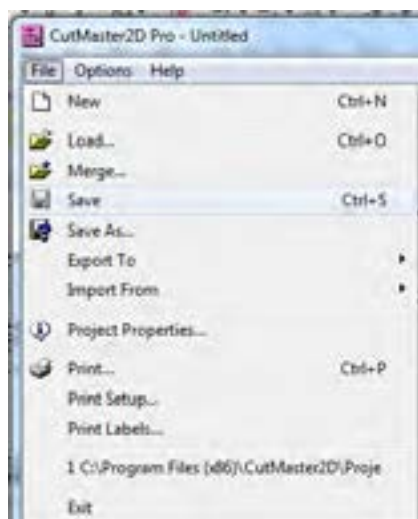 CutMaster2D Pro - Untitled
File Options Help
New Ctrl+N
Load... Ctrl+O
Merge...
Save Ctrl+S
Save As...
Export To
Import From
Project Properties...
Print... Ctrl+P
Print Setup...
Print Labels...
1 C:\Program Files (x86)\CutMaster2D\Proje
Exit